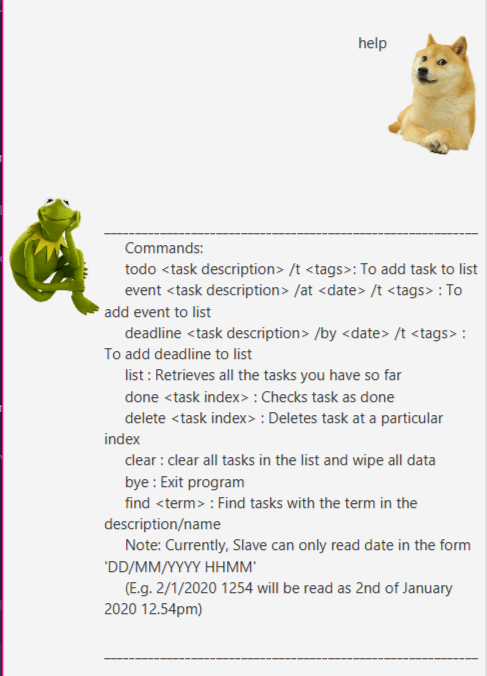 help
Commands:
todo <task description> /t <tags>: To add task to list
event <task description> /at <date> /t <tags> : To
add event to list
deadline <task description> /by <date> /t <tags> :
To add deadline to list
list : Retrieves all the tasks you have so far
done <task index> : Checks task as done
delete <task index> : Deletes task at a particular
index
clear : clear all tasks in the list and wipe all data
bye : Exit program
find <term> : Find tasks with the term in the
description/name
Note: Currently, Slave can only read date in the form
'DD/MM/YYYY HHMM'
(E.g. 2/1/2020 1254 will be read as 2nd of January
2020 12.54pm)